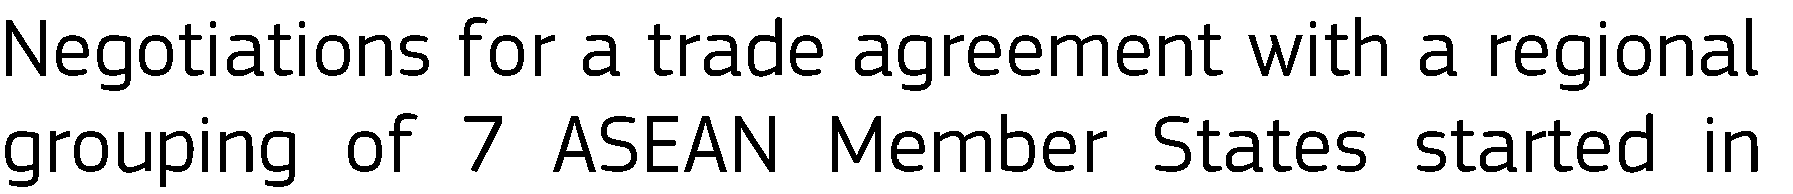 Negotiations for a trade agreement with a regional
grouping of 7 ASEAN Member States started in